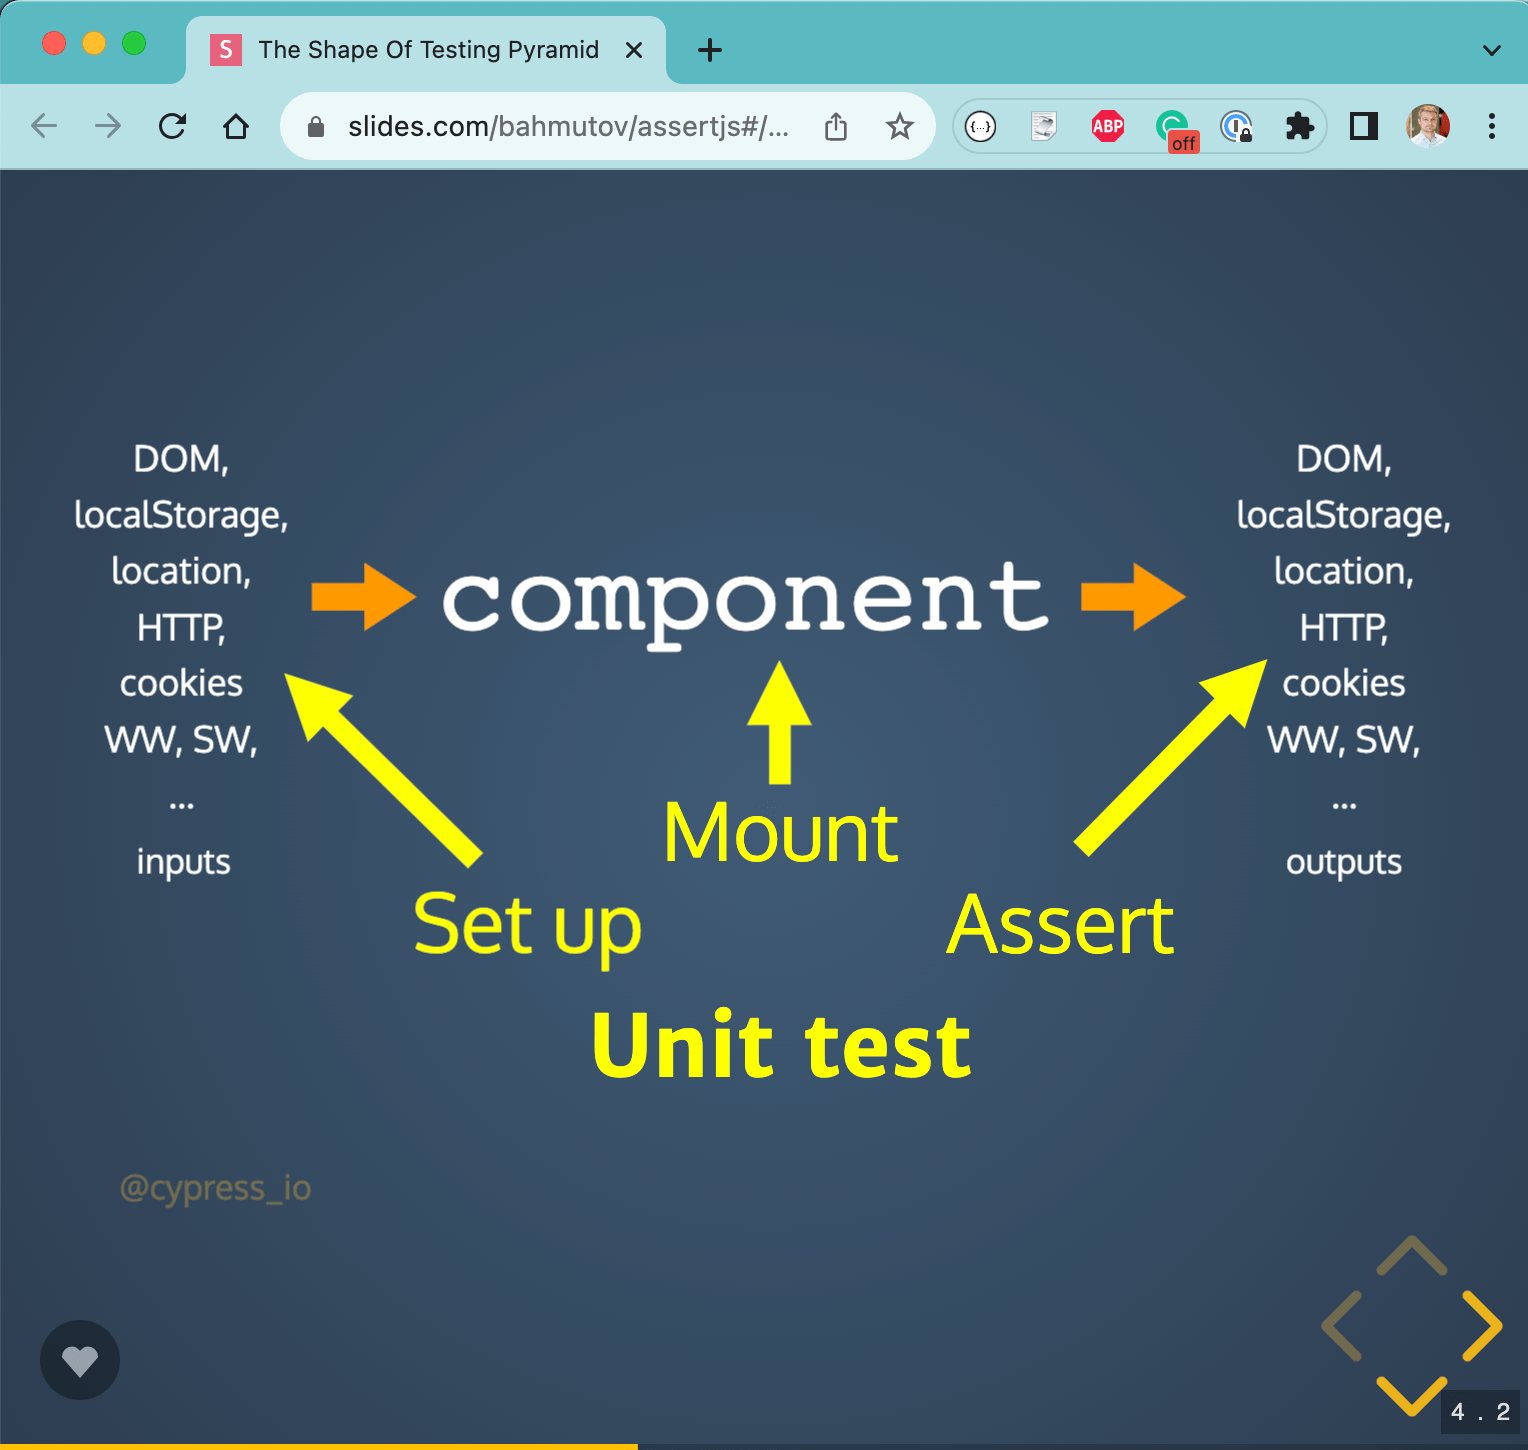 S The Shape Of Testing Pyramid
slides.com/bahmutov/assertjs#/...
{...}
ABP
off
DOM,
localStorage,
location,
HTTP,
cookies
WW, SW,
...
inputs
component
DOM,
localStorage,
location,
HTTP,
cookies
WW, SW,
...
outputs
Mount
Set up
Assert
Unit test
@cypress_io
4 . 2